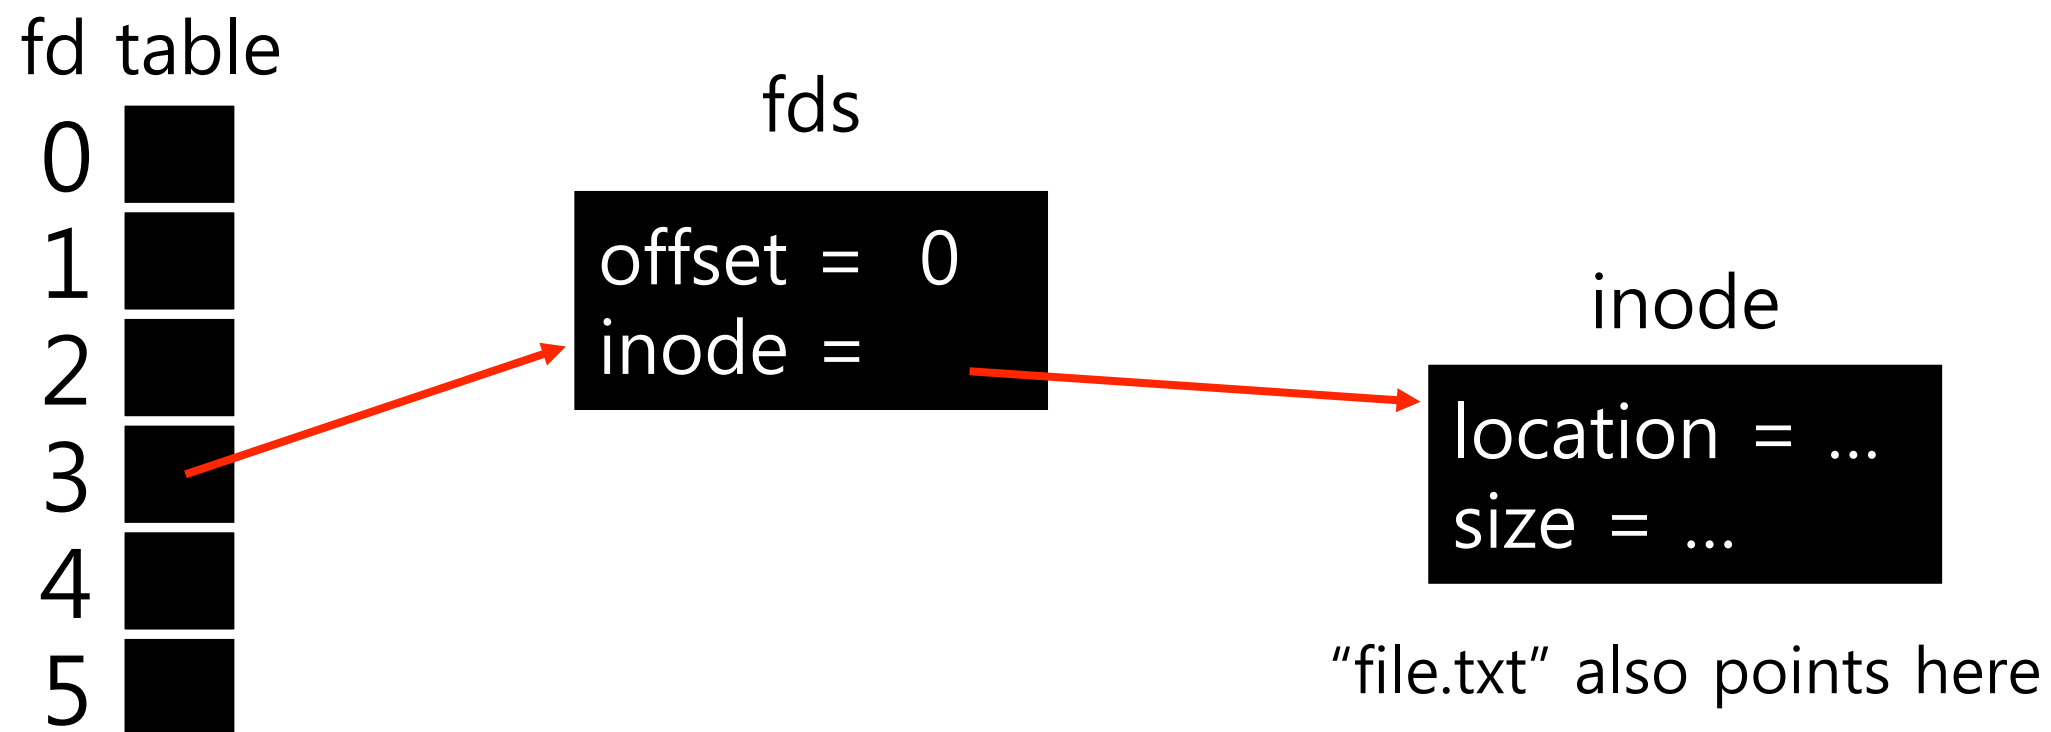 fd table
0
1
2
3
4
5
fds
offset = 0
inode =
inode
location = ...
size = ...
“file.txt” also points here